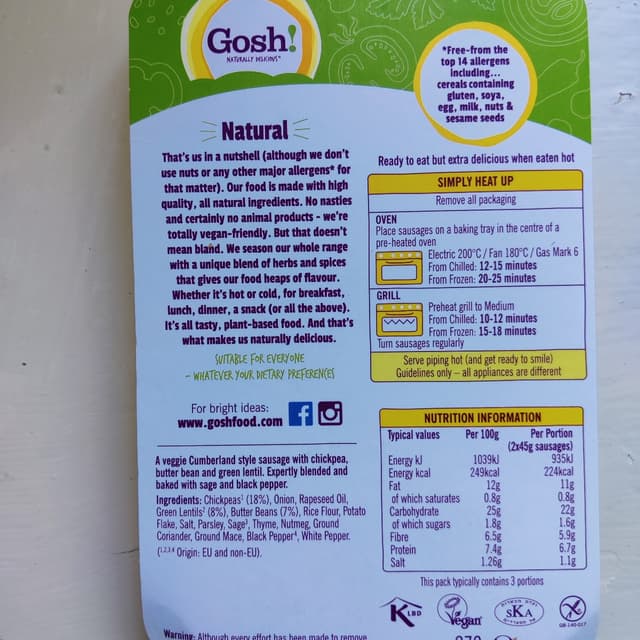 Gosh!
NATURALLY DELICIOUS*
*Free-from the
top 14 allergens
including...
cereals containing
gluten, soya,
egg, milk, nuts &
sesame seeds
Natural
That's us in a nutshell (although we don't
use nuts or any other major allergens* for
that matter). Our food is made with high
quality, all natural ingredients. No nasties
and certainly no animal products - we're
totally vegan-friendly. But that doesn't
mean bland. We season our whole range
with a unique blend of herbs and spices
that gives our food heaps of flavour.
Whether it's hot or cold, for breakfast,
lunch, dinner, a snack (or all the above).
It's all tasty, plant-based food. And that's
what makes us naturally delicious.
SUITABLE FOR EVERYONE
- WHATEVER YOUR DIETARY PREFERENCES
For bright ideas:
www.goshfood.com
A veggie Cumberland style sausage with chickpea,
butter bean and green lentil. Expertly blended and
baked with sage and black pepper.
Ingredients: Chickpeas¹ (18%), Onion, Rapeseed Oil,
Green Lentils² (8%), Butter Beans (7%), Rice Flour, Potato
Flake, Salt, Parsley, Sage³, Thyme, Nutmeg, Ground
Coriander, Ground Mace, Black Pepper⁴, White Pepper.
(¹,²,³,⁴ Origin: EU and non-EU).
Warning: Although every effort has been made to remove
Ready to eat but extra delicious when eaten hot
SIMPLY HEAT UP
Remove all packaging
OVEN
Place sausages on a baking tray in the centre of a
pre-heated oven
Electric 200°C / Fan 180°C / Gas Mark 6
From Chilled: 12-15 minutes
From Frozen: 20-25 minutes
GRILL
Preheat grill to Medium
From Chilled: 10-12 minutes
From Frozen: 15-18 minutes
Turn sausages regularly
Serve piping hot (and get ready to smile)
Guidelines only – all appliances are different
NUTRITION INFORMATION
Typical values Per 100g Per Portion
(2x45g sausages)
Energy kJ 1039kJ 935kJ
Energy kcal 249kcal 224kcal
Fat 12g 11g
of which saturates 0.8g 0.8g
Carbohydrate 25g 22g
of which sugars 1.8g 1.6g
Fibre 6.5g 5.9g
Protein 7.4g 6.7g
Salt 1.26g 1.1g
This pack typically contains 3 portions
K LBD
Vegan
SKA